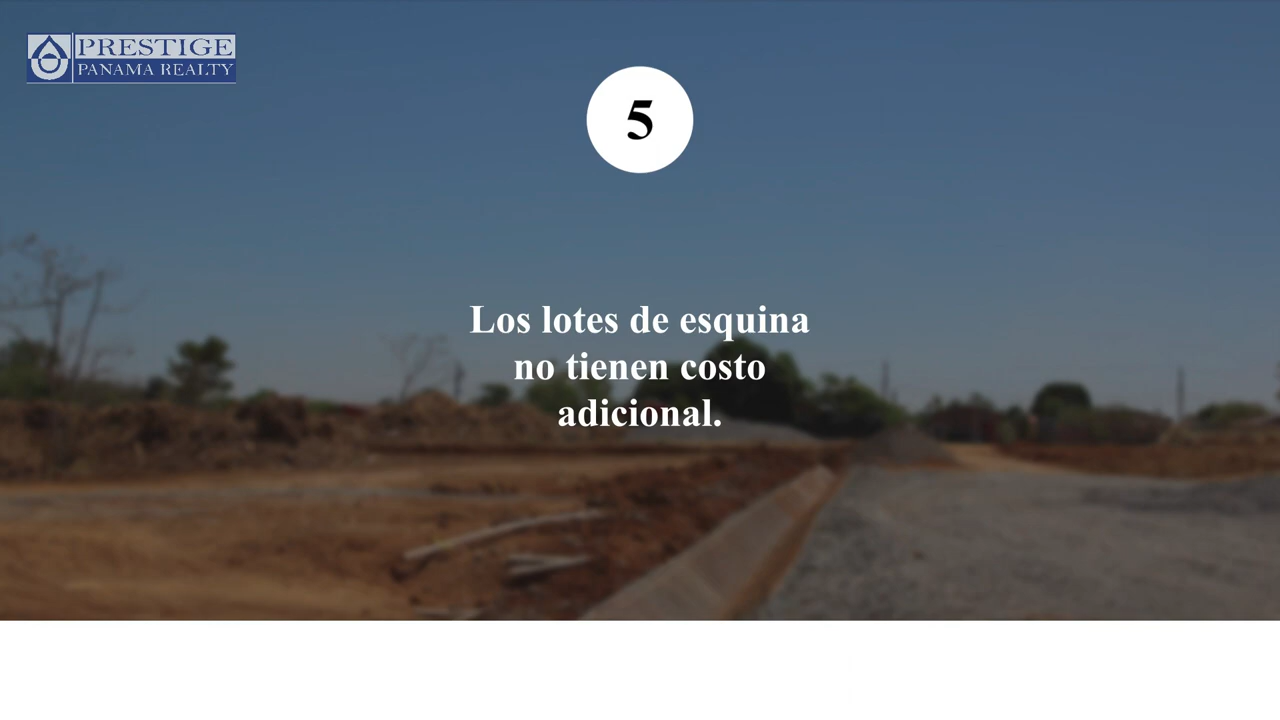 PRESTIGE
PANAMA REALTY
5
Los lotes de esquina
no tienen costo
adicional.